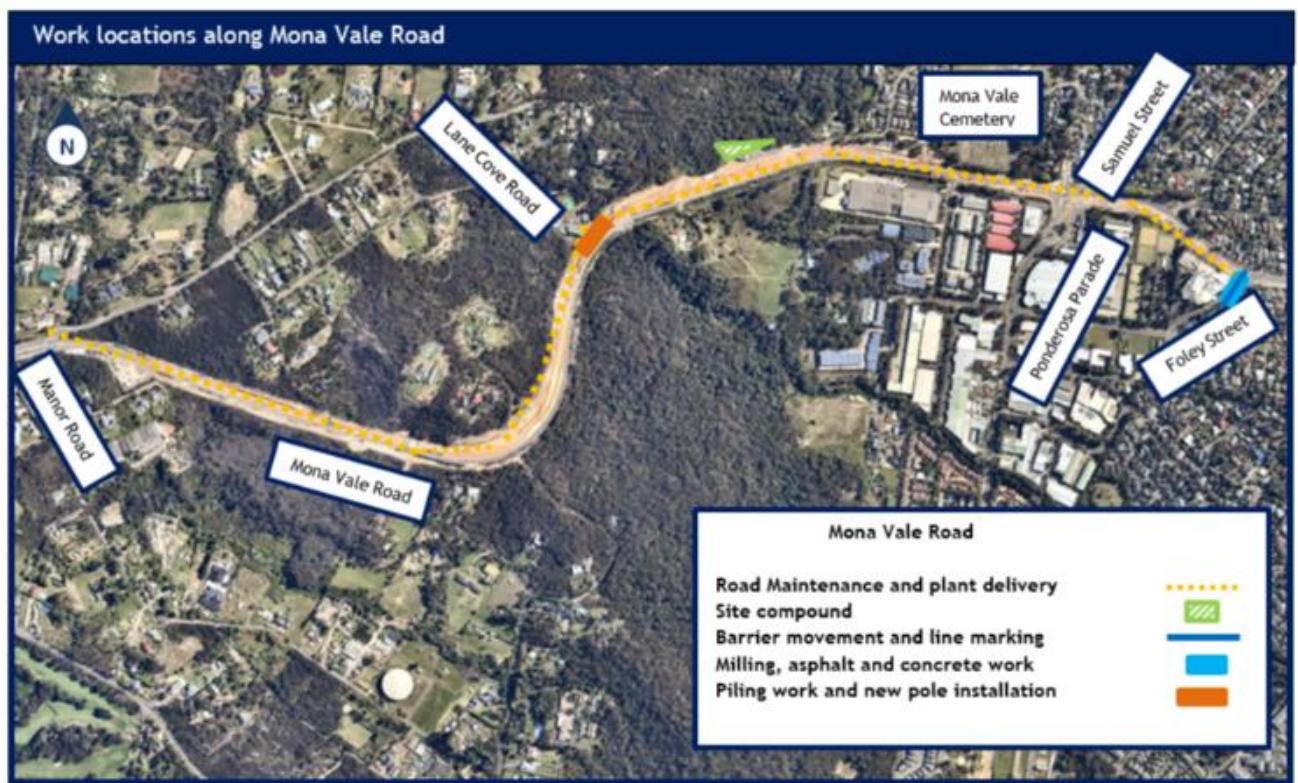 Work locations along Mona Vale Road
N
Lane Cove Road
Mona Vale
Cemetery
Samuel Street
Manor Road
Mona Vale Road
Ponderosa Parade
Foley Street
Mona Vale Road
Road Maintenance and plant delivery
Site compound
Barrier movement and line marking
Milling, asphalt and concrete work
Piling work and new pole installation